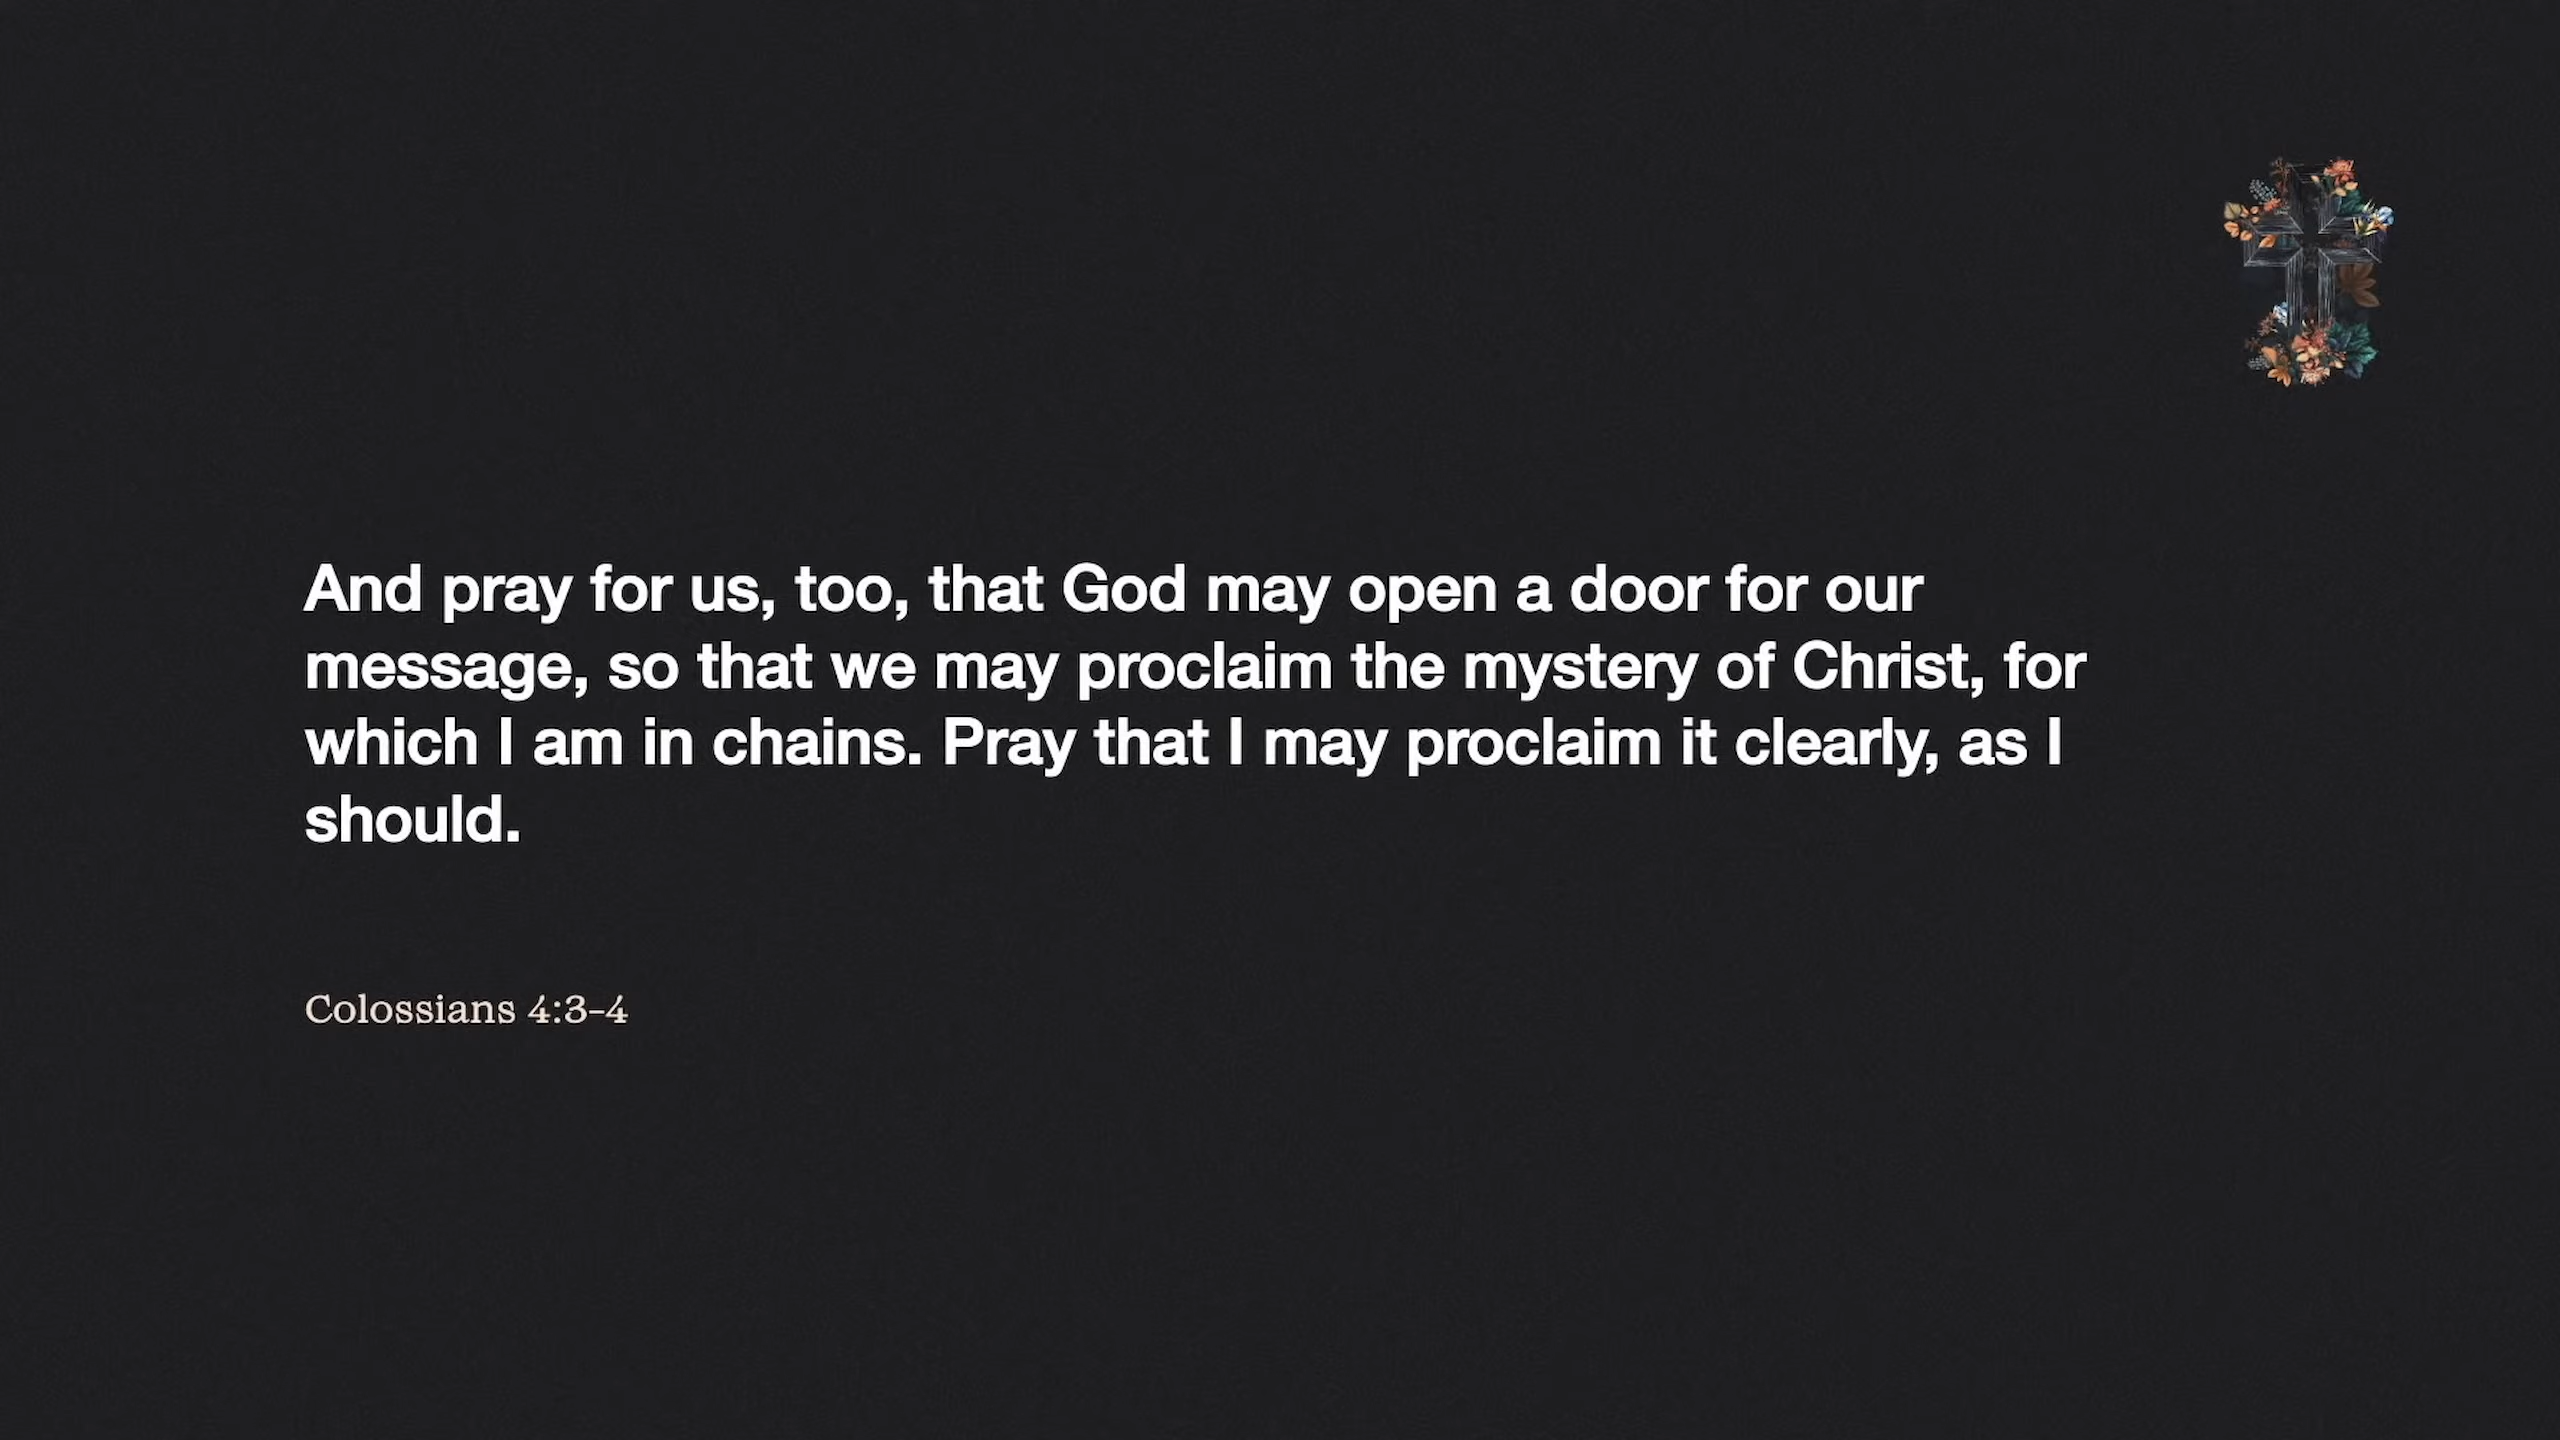 And pray for us, too, that God may open a door for our
message, so that we may proclaim the mystery of Christ, for
which I am in chains. Pray that I may proclaim it clearly, as I
should.
Colossians 4:3-4